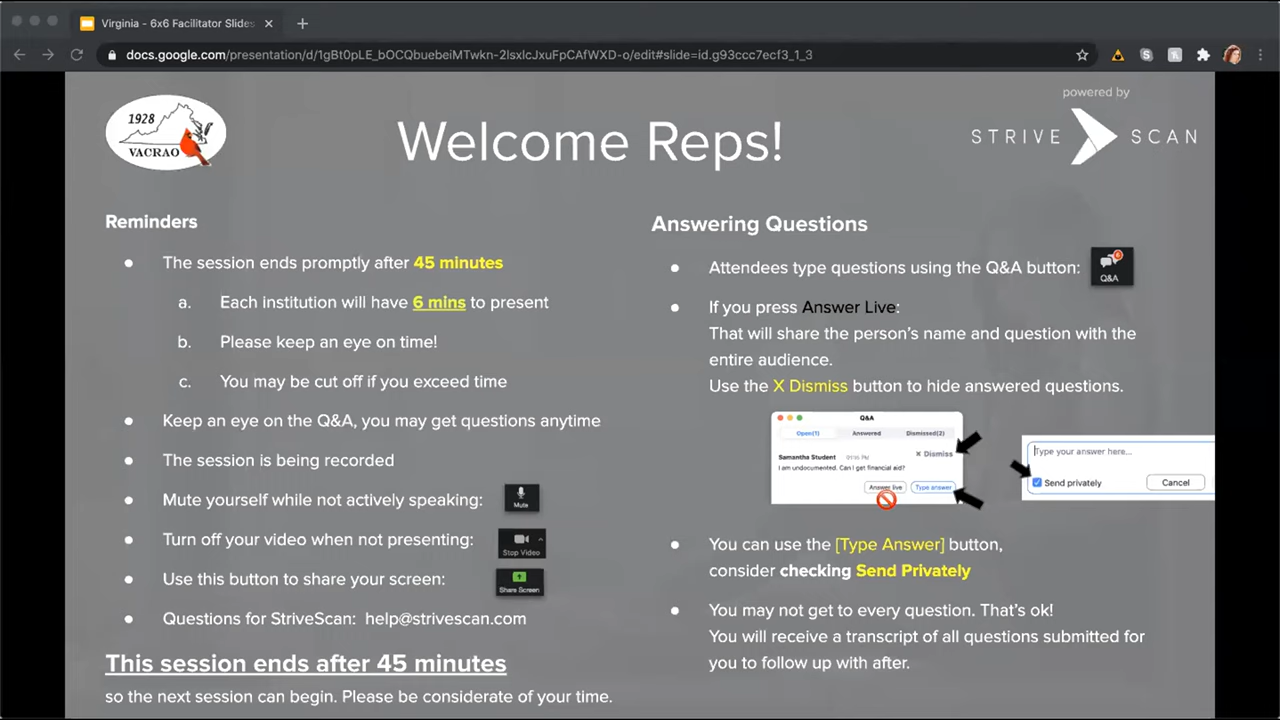 Virginia - 6x6 Facilitator Slides
docs.google.com/presentation/d/1gBt0pLE_bOCQbuebeiMTwkn-2lsxlcJxuFpCAfWXD-o/edit#slide=id.g93ccc7ecf3_1_3
1928
VACRAO
Welcome Reps!
powered by
STRIVE SCAN
Reminders
● The session ends promptly after 45 minutes
a. Each institution will have 6 mins to present
b. Please keep an eye on time!
c. You may be cut off if you exceed time
● Keep an eye on the Q&A, you may get questions anytime
● The session is being recorded
● Mute yourself while not actively speaking:
Mute
● Turn off your video when not presenting:
Stop Video
● Use this button to share your screen:
Share Screen
● Questions for StriveScan: help@strivescan.com
This session ends after 45 minutes
so the next session can begin. Please be considerate of your time.
Answering Questions
● Attendees type questions using the Q&A button:
6
Q&A
● If you press Answer Live:
That will share the person's name and question with the
entire audience.
Use the X Dismiss button to hide answered questions.
Q&A
Open(1) Answered Dismissed(2)
Samantha Student 01:15 PM × Dismiss
I am undocumented. Can I get financial aid?
Answer live Type answer
Type your answer here...
Send privately Cancel
● You can use the [Type Answer] button,
consider checking Send Privately
● You may not get to every question. That's ok!
You will receive a transcript of all questions submitted for
you to follow up with after.